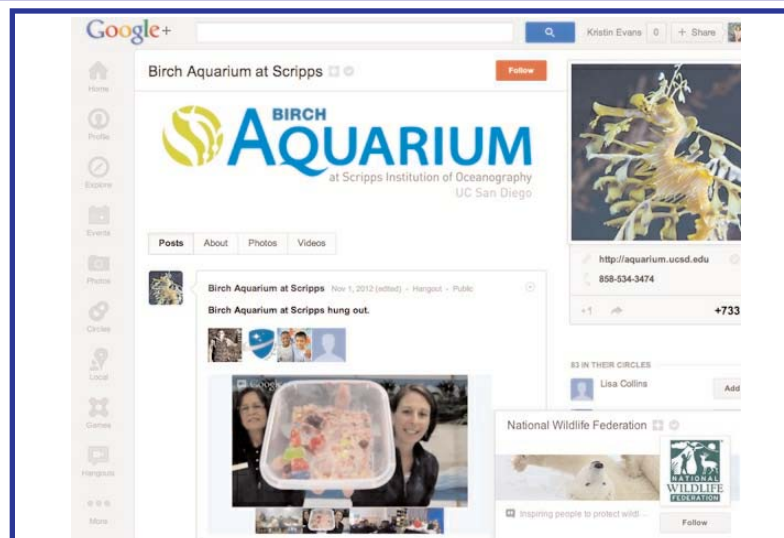 Google+
Kristin Evans 0 + Share
Home
Profile
Explore
Events
Photos
Circles
Local
Games
Hangouts
More
Birch Aquarium at Scripps
Follow
BIRCH
AQUARIUM
at Scripps Institution of Oceanography
UC San Diego
Posts About Photos Videos
Birch Aquarium at Scripps Nov 1, 2012 (edited) - Hangout - Public
Birch Aquarium at Scripps hung out.
Google
http://aquarium.ucsd.edu
858-534-3474
+1 +733
83 IN THEIR CIRCLES
Lisa Collins
Add
National Wildlife Federation
NATIONAL
WILDLIFE
FEDERATION
Inspiring people to protect wildl...
Follow